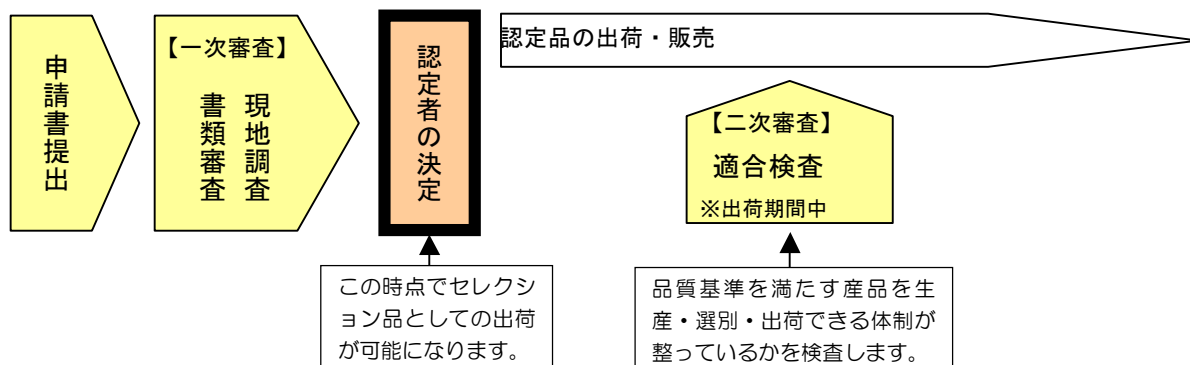 申請書提出
【一次審査】
現地調査
書類審査
認定者の決定
認定品の出荷・販売
【二次審査】
適合検査
※出荷期間中
この時点でセレクシ
ョン品としての出荷
が可能になります。
品質基準を満たす産品を生
産・選別・出荷できる体制が
整っているかを検査します。